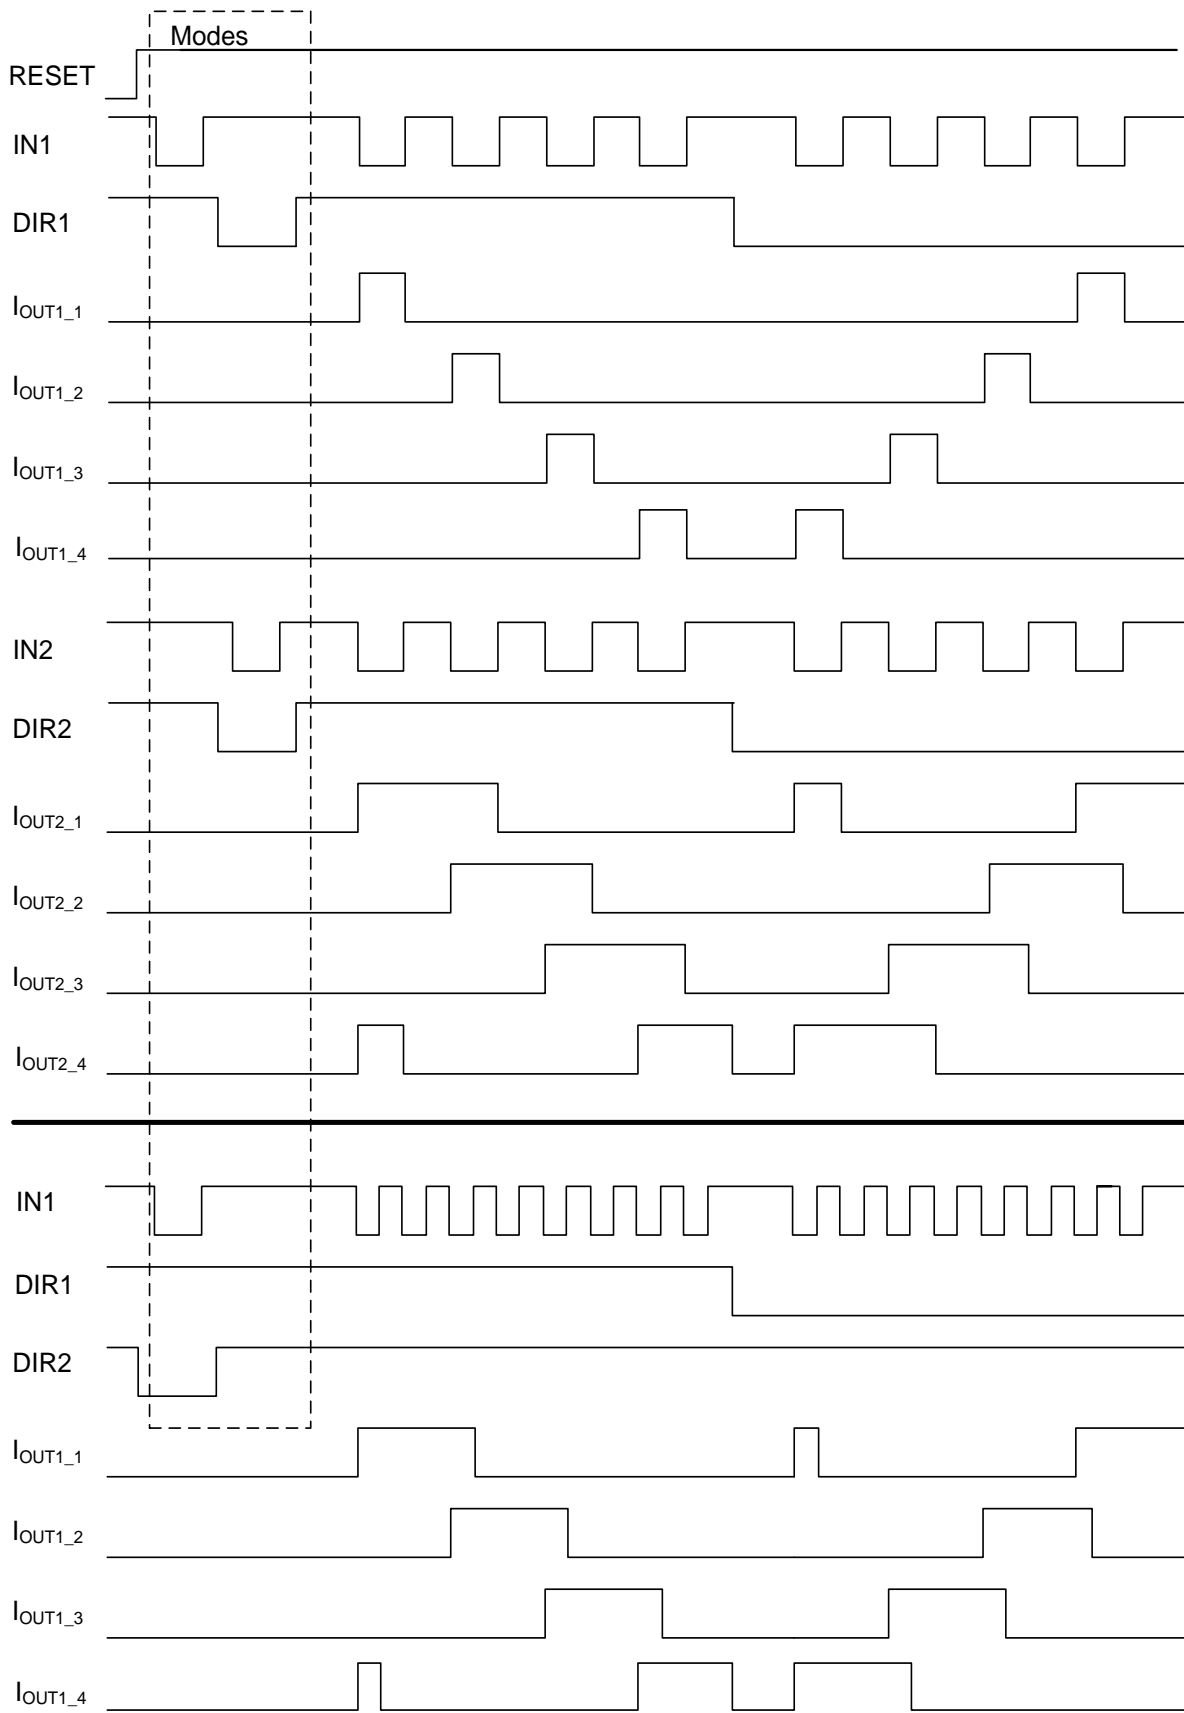 Modes
RESET
IN1
DIR1
IOUT1_1
IOUT1_2
IOUT1_3
IOUT1_4
IN2
DIR2
IOUT2_1
IOUT2_2
IOUT2_3
IOUT2_4
IN1
DIR1
DIR2
IOUT1_1
IOUT1_2
IOUT1_3
IOUT1_4